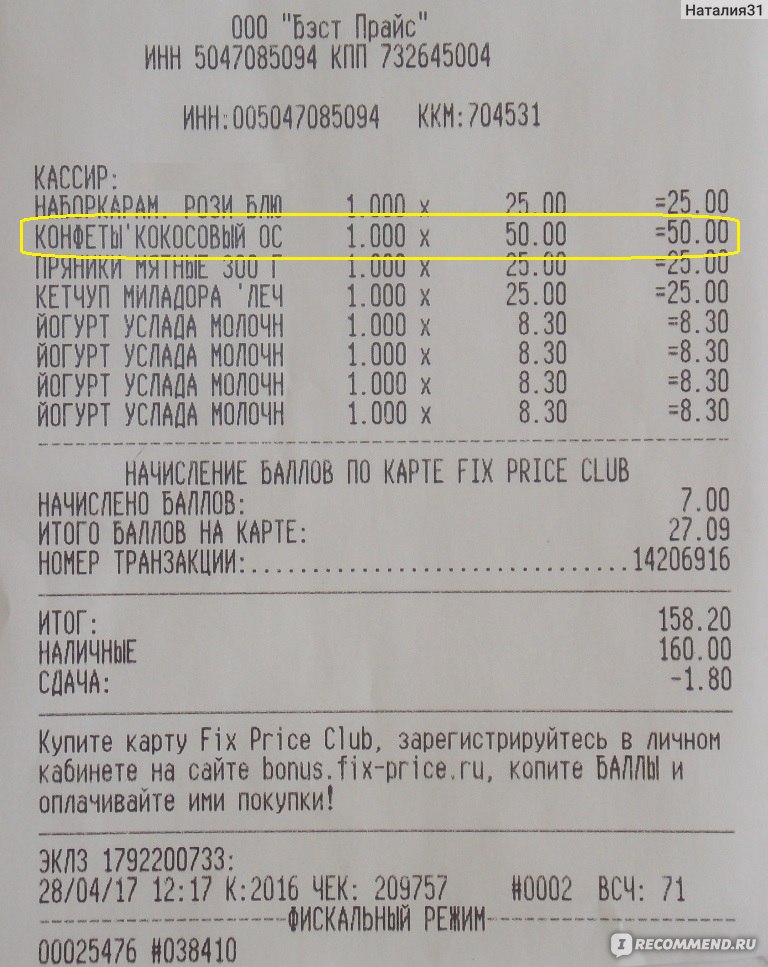 Наталия31
ООО "Бэст Прайс"
ИНН 5047085094 КПП 732645004
ИНН:005047085094 ККМ:704531
КАССИР:
НАБОРКАРАМ. РОЗИ БЛЮ 1.000 x 25.00 =25.00
КОНФЕТЫ'КОКОСОВЫЙ ОС 1.000 x 50.00 =50.00
ПРЯНИКИ МЯТНЫЕ 300 Г 1.000 x 25.00 =25.00
КЕТЧУП МИЛАДОРА 'ЛЕЧ 1.000 x 25.00 =25.00
ЙОГУРТ УСЛАДА МОЛОЧН 1.000 x 8.30 =8.30
ЙОГУРТ УСЛАДА МОЛОЧН 1.000 x 8.30 =8.30
ЙОГУРТ УСЛАДА МОЛОЧН 1.000 x 8.30 =8.30
ЙОГУРТ УСЛАДА МОЛОЧН 1.000 x 8.30 =8.30
НАЧИСЛЕНИЕ БАЛЛОВ ПО КАРТЕ FIX PRICE CLUB
НАЧИСЛЕНО БАЛЛОВ: 7.00
ИТОГО БАЛЛОВ НА КАРТЕ: 27.09
НОМЕР ТРАНЗАКЦИИ:................................14206916
ИТОГ: 158.20
НАЛИЧНЫЕ 160.00
СДАЧА: -1.80
Купите карту Fix Price Club, зарегистрируйтесь в личном
кабинете на сайте bonus.fix-price.ru, копите БАЛЛЫ и
оплачивайте ими покупки!
ЭКЛЗ 1792200733:
28/04/17 12:17 К:2016 ЧЕК: 209757 #0002 ВСЧ: 71
ФИСКАЛЬНЫЙ РЕЖИМ
00025476 #038410
IRECOMMEND.RU